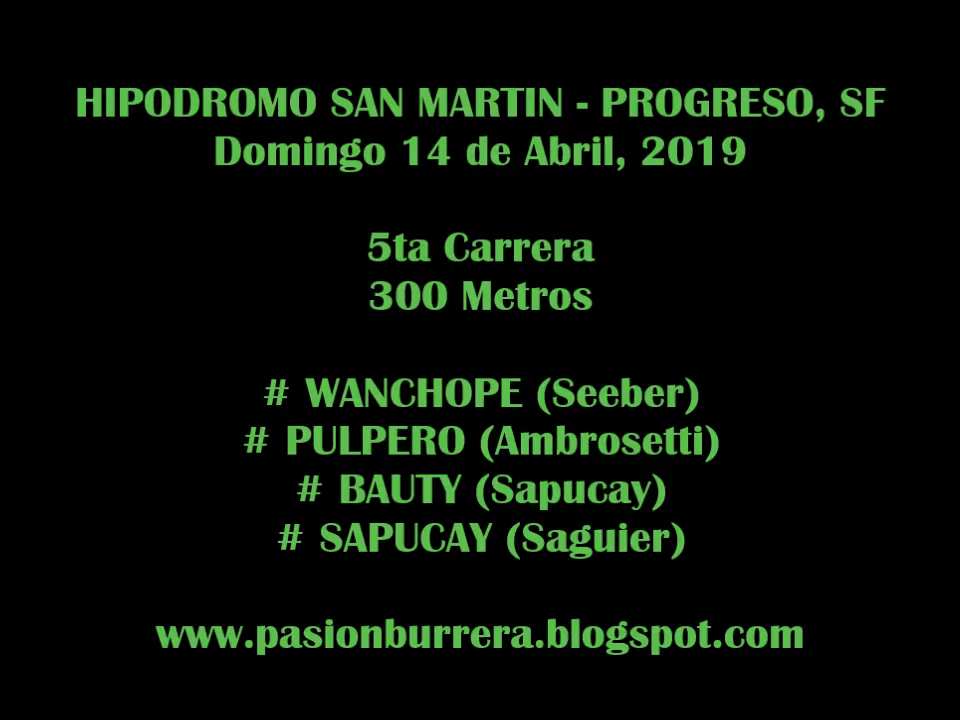 HIPODROMO SAN MARTIN - PROGRESO, SF
Domingo 14 de Abril, 2019
5ta Carrera
300 Metros
# WANCHOPE (Seeber)
# PULPERO (Ambrosetti)
# BAUTY (Sapucay)
# SAPUCAY (Saguier)
www.pasionburrera.blogspot.com